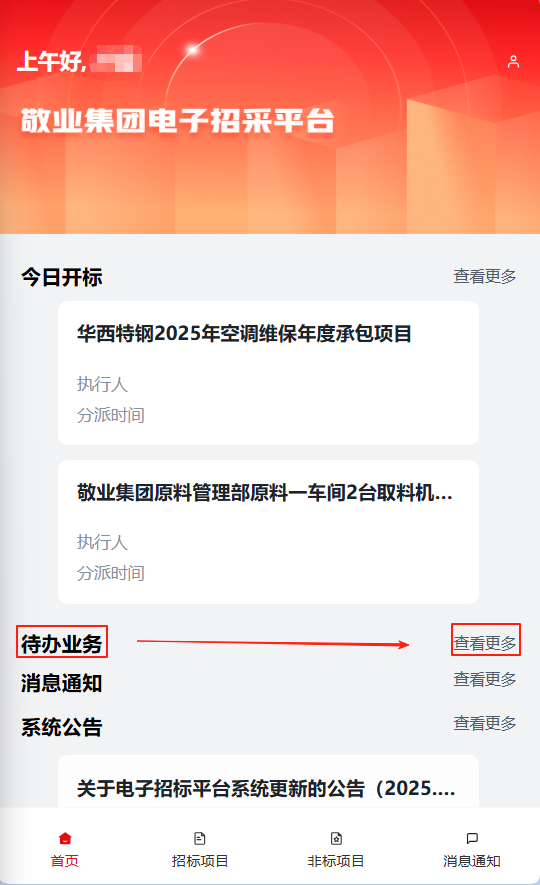 上午好,
敬业集团电子招采平台
今日开标 查看更多
华西特钢2025年空调维保年度承包项目
执行人
分派时间
敬业集团原料管理部原料一车间2台取料机...
执行人
分派时间
待办业务 查看更多
消息通知 查看更多
系统公告 查看更多
关于电子招标平台系统更新的公告（2025....
首页 招标项目 非标项目 消息通知